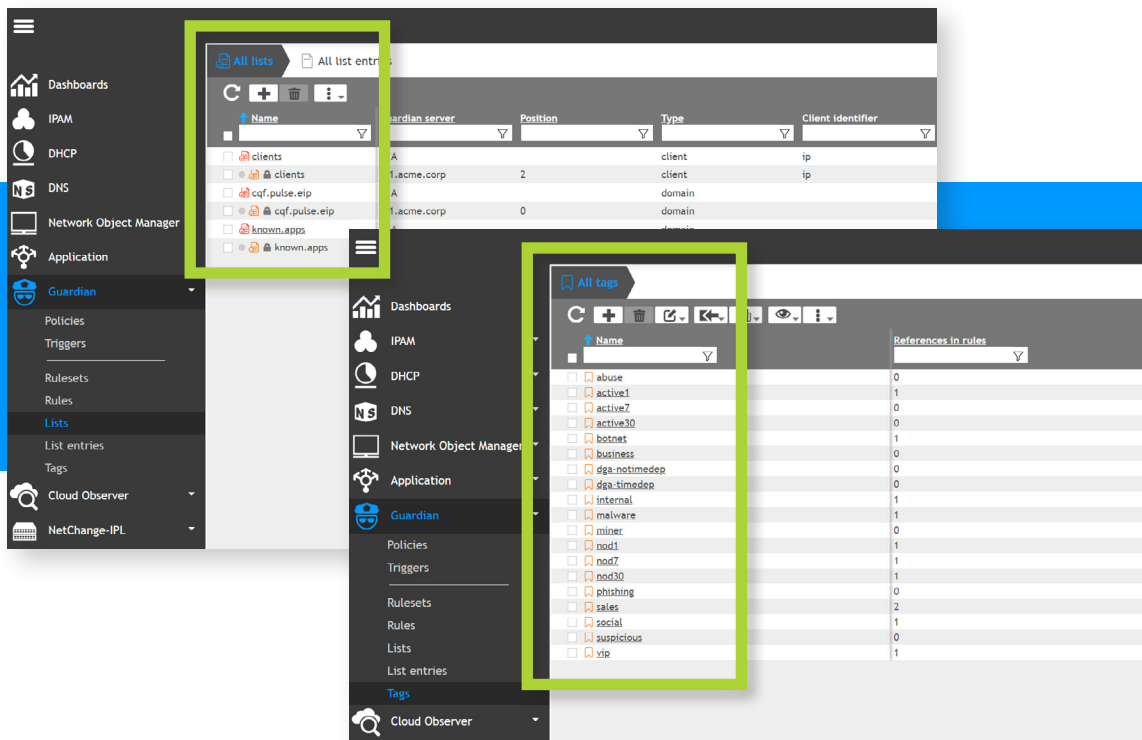 All lists
All list entr
Dashboards
IPAM
DHCP
NS DNS
Network Object Manager
Application
Guardian
Policies
Triggers
Rulesets
Rules
Lists
List entries
Tags
Cloud Observer
NetChange-IPL
Name
uardian server
Position
Type
Client identifier
clients A client ip
clients 1.acme.corp 2 client ip
cqf.pulse.eip A domain
cqf.pulse.eip 1.acme.corp 0 domain
known.apps
known.apps
All tags
Dashboards
IPAM
DHCP
NS DNS
Network Object Manager
Application
Guardian
Policies
Triggers
Rulesets
Rules
Lists
List entries
Tags
Cloud Observer
Name References in rules
abuse 0
active1 1
active7 0
active30 0
botnet 1
business 0
dga-notimedep 0
dga-timedep 0
internal 1
malware 1
miner 0
nod1 1
nod7 1
nod30 1
phishing 0
sales 2
social 1
suspicious 0
vip 1